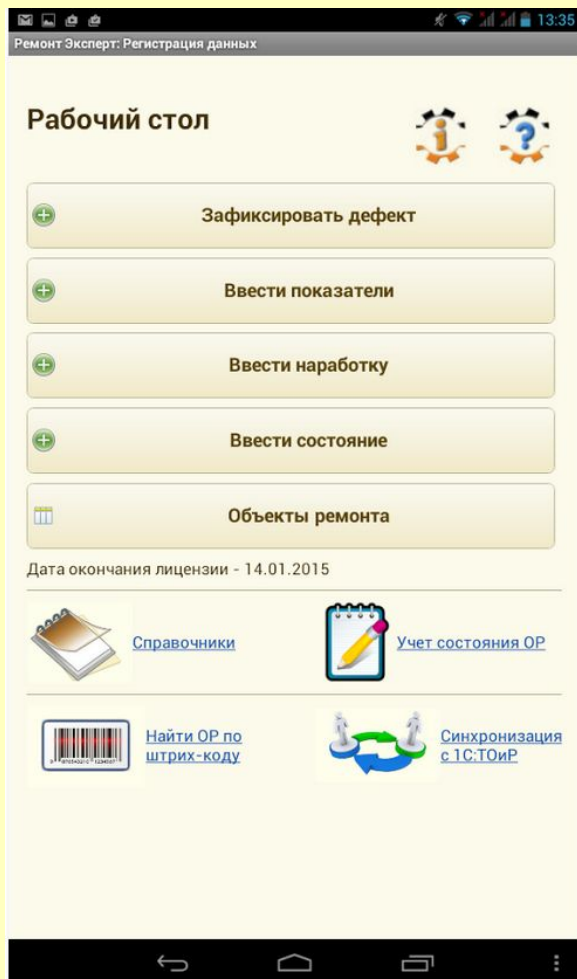 13:35
Ремонт Эксперт: Регистрация данных
Рабочий стол
Зафиксировать дефект
Ввести показатели
Ввести наработку
Ввести состояние
Объекты ремонта
Дата окончания лицензии - 14.01.2015
Справочники
Учет состояния ОР
Найти ОР по
штрих-коду
Синхронизация
с 1С:ТОиР